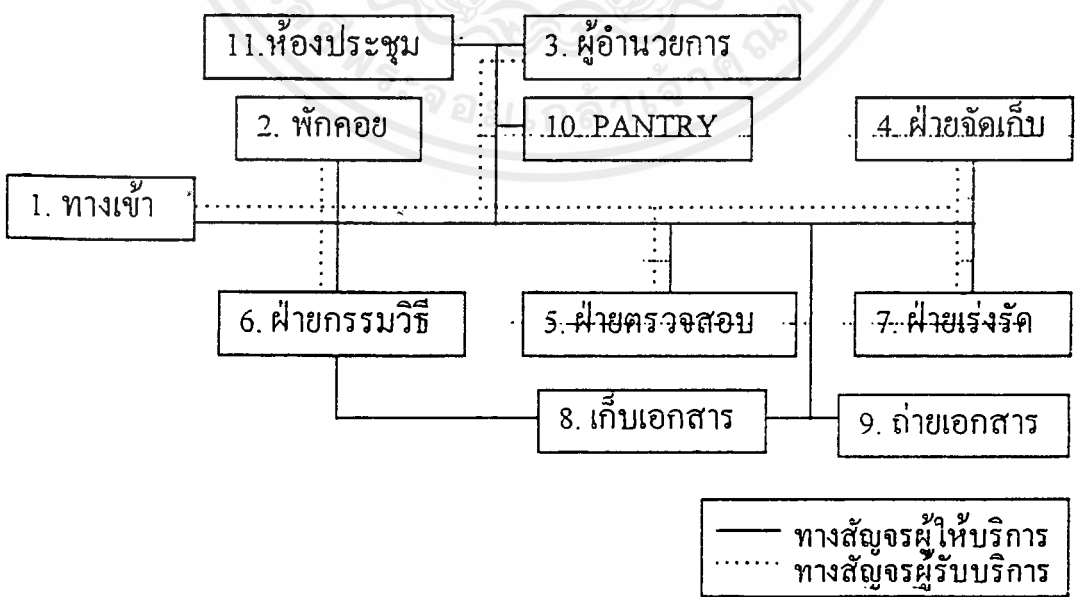 11.ห้องประชุม
3. ผู้อำนวยการ
2. พักคอย
10. PANTRY
4. ฝ่ายจัดเก็บ
1. ทางเข้า
6. ฝ่ายกรรมวิธี
5. ฝ่ายตรวจสอบ
7. ฝ่ายเร่งรัด
8. เก็บเอกสาร
9. ถ่ายเอกสาร
ทางสัญจรผู้ให้บริการ
ทางสัญจรผู้รับบริการ